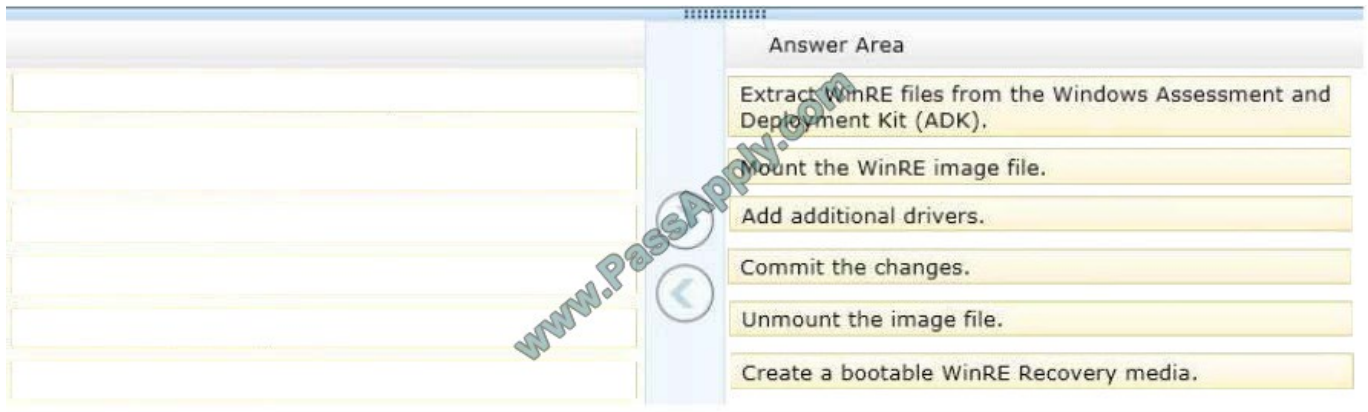 Answer Area
Extract WinRE files from the Windows Assessment and
Deployment Kit (ADK).
Mount the WinRE image file.
Add additional drivers.
Commit the changes.
Unmount the image file.
Create a bootable WinRE Recovery media.
www.PassApply.com